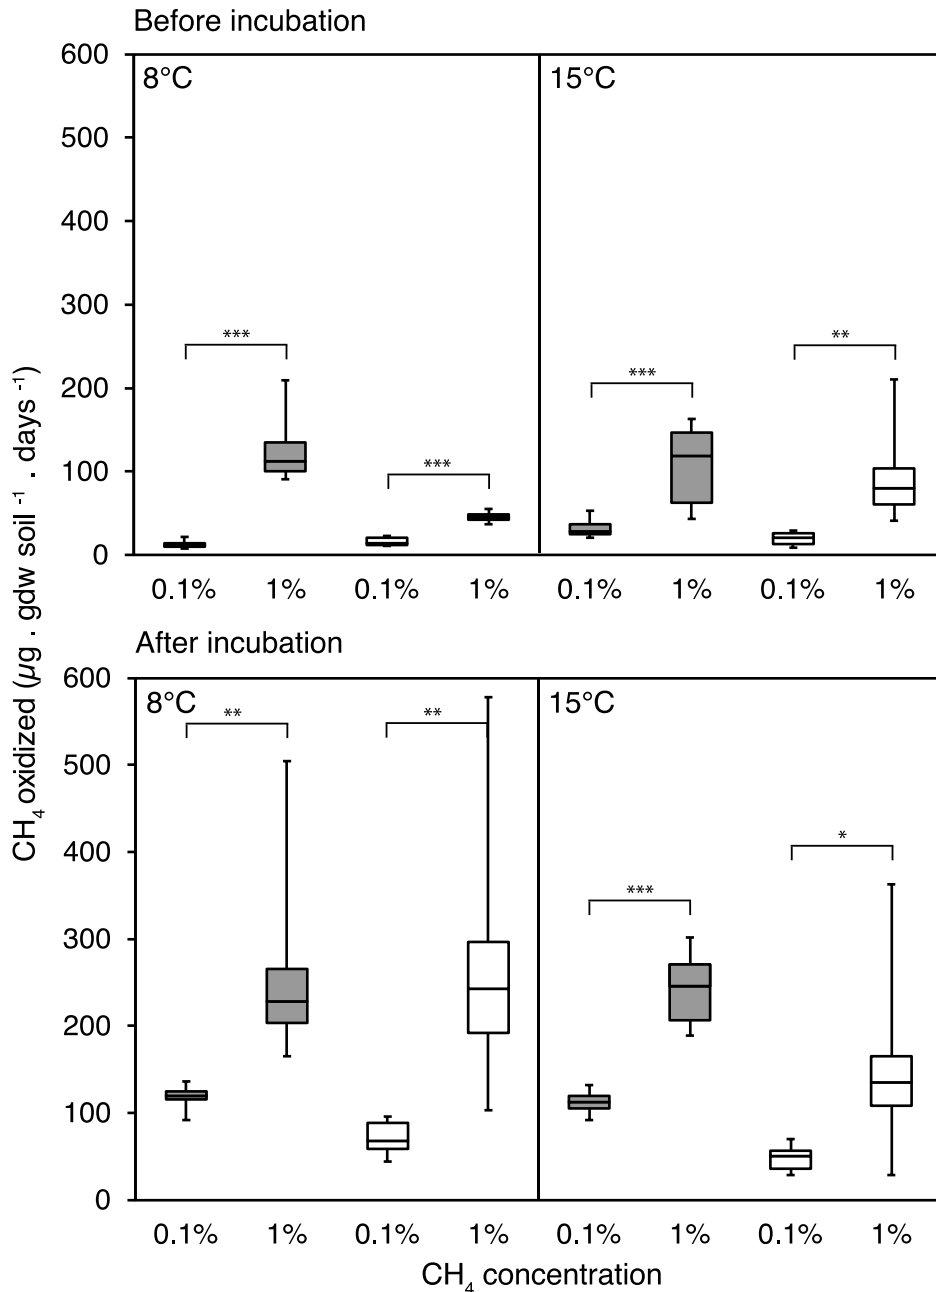 Before incubation
600
500
400
300
200
100
0
8°C
15°C
***
***
***
**
0.1% 1% 0.1% 1% 0.1% 1% 0.1% 1%
CH₄ oxidized (µg . gdw soil ⁻¹ . days ⁻¹)
After incubation
600
500
400
300
200
100
0
8°C
15°C
**
**
***
*
0.1% 1% 0.1% 1% 0.1% 1% 0.1% 1%
CH₄ concentration